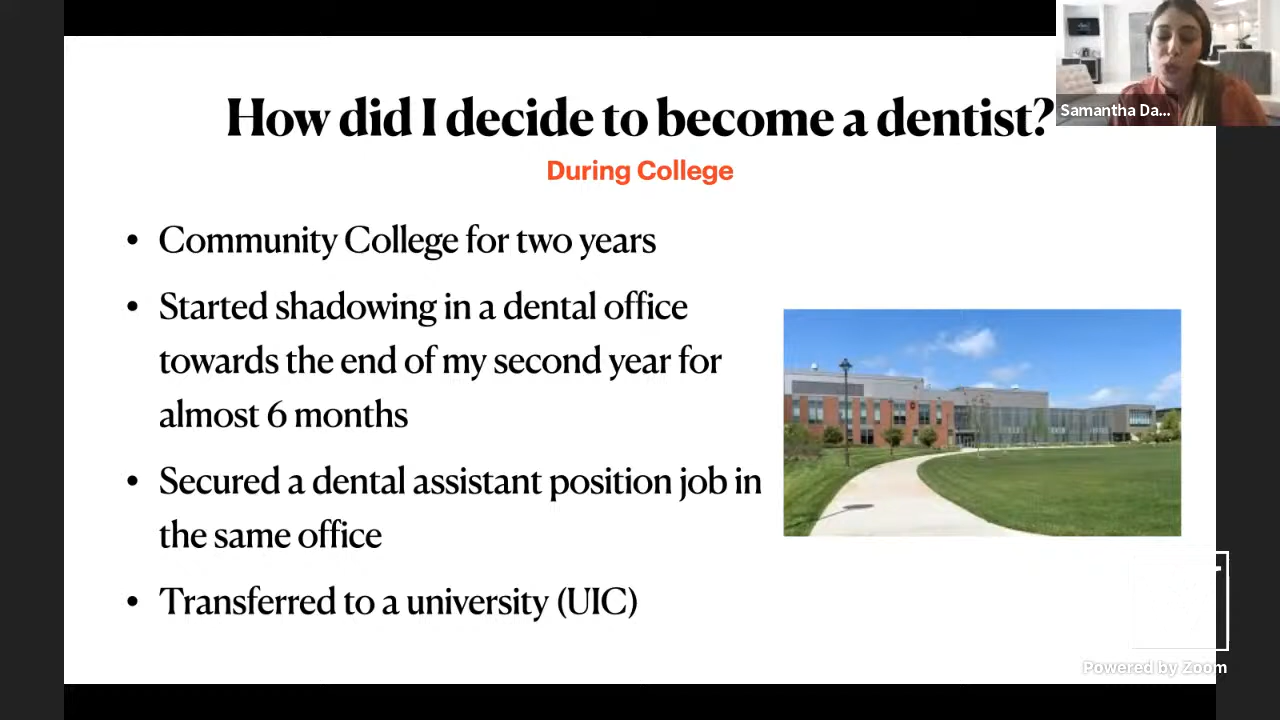 How did I decide to become a dentist?
During College
• Community College for two years
• Started shadowing in a dental office
towards the end of my second year for
almost 6 months
• Secured a dental assistant position job in
the same office
• Transferred to a university (UIC)
Samantha Da...
Powered by Zoom